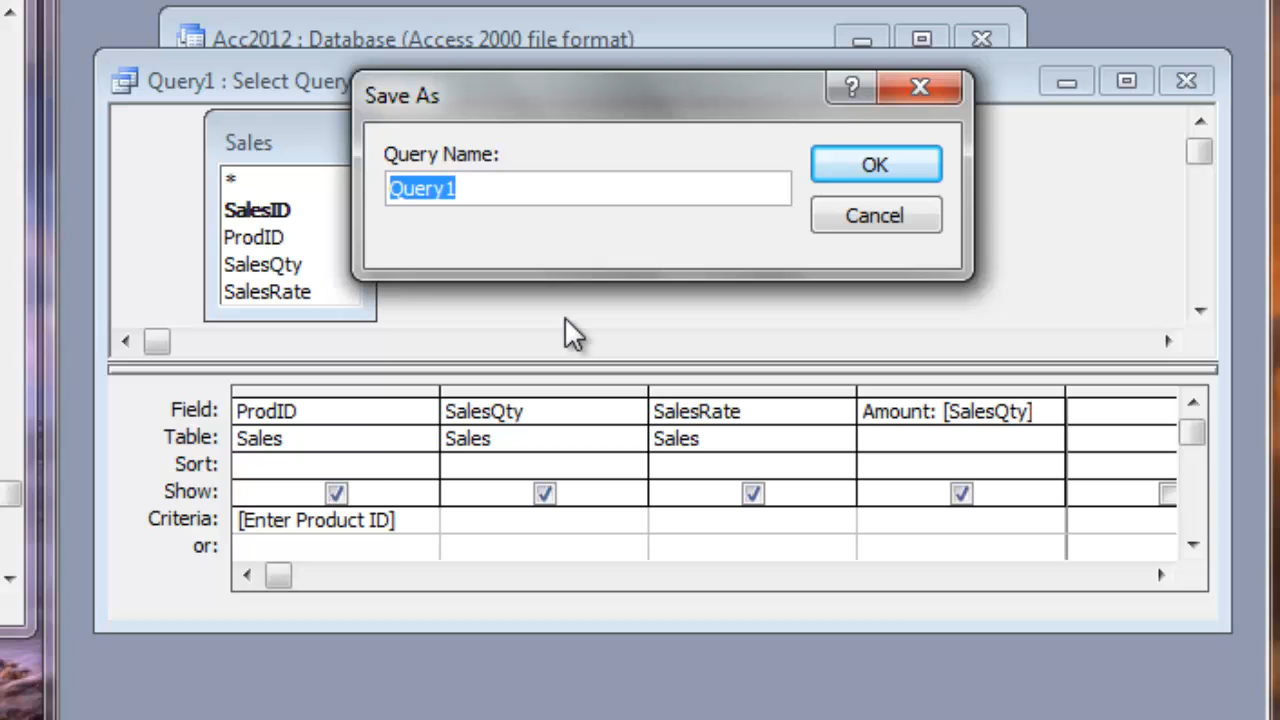 Acc2012 : Database (Access 2000 file format)
Query1 : Select Query
Save As
?
Query Name:
Query1
OK
Cancel
Sales
*
SalesID
ProdID
SalesQty
SalesRate
Field: ProdID SalesQty SalesRate Amount: [SalesQty]
Table: Sales Sales Sales
Sort:
Show:
Criteria: [Enter Product ID]
or: